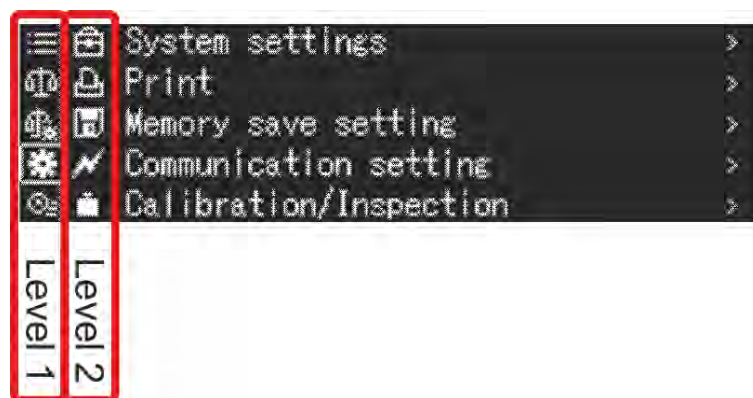 System settings
Print
Memory save setting
Communication setting
Calibration/Inspection
Level 1
Level 2